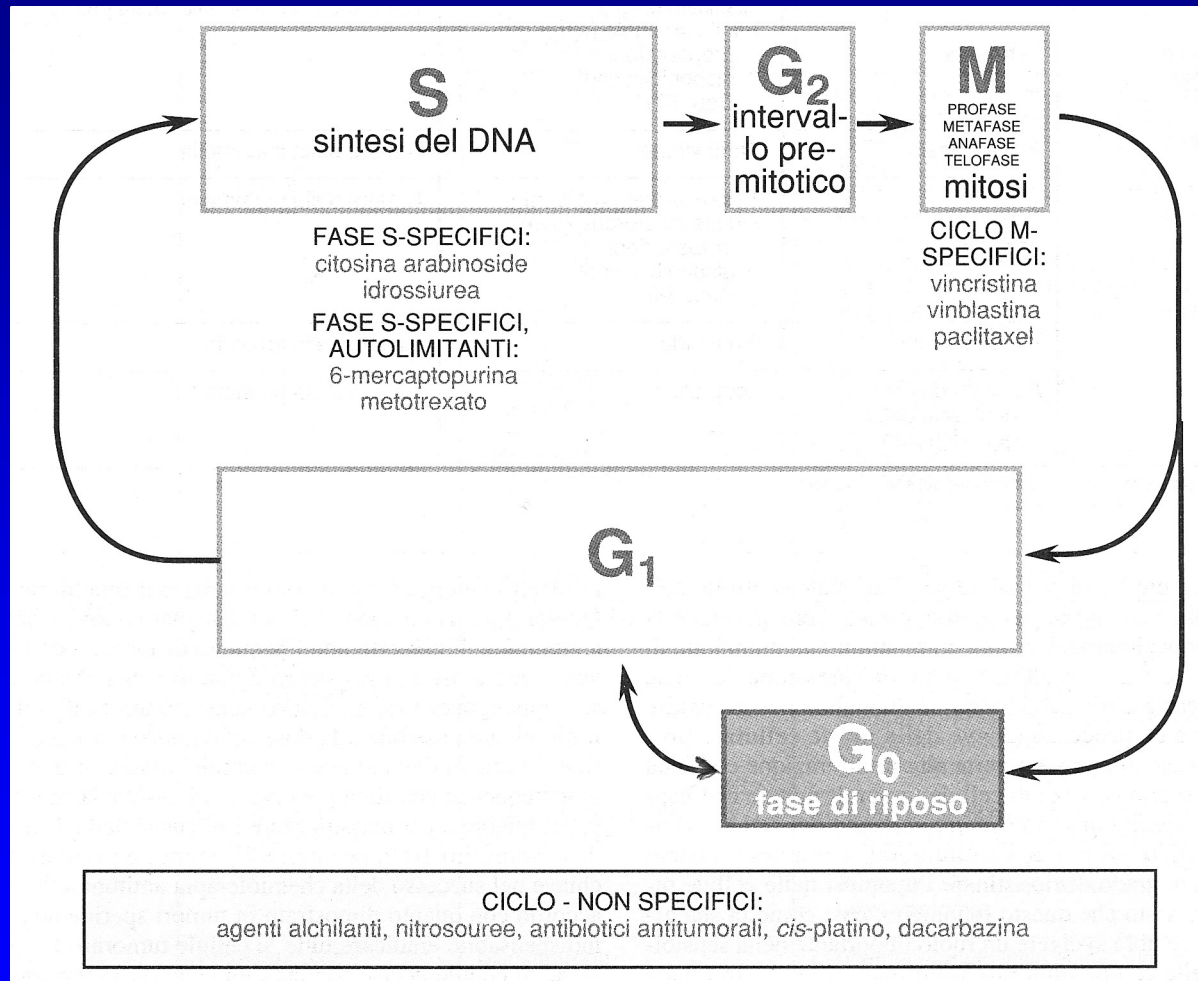 S
sintesi del DNA
G2
interval-
lo pre-
mitotico
M
PROFASE
METAFASE
ANAFASE
TELOFASE
mitosi
FASE S-SPECIFICI:
citosina arabinoside
idrossiurea
FASE S-SPECIFICI,
AUTOLIMITANTI:
6-mercaptopurina
metotrexato
CICLO M-
SPECIFICI:
vincristina
vinblastina
paclitaxel
G1
G0
fase di riposo
CICLO - NON SPECIFICI:
agenti alchilanti, nitrosouree, antibiotici antitumorali, cis-platino, dacarbazina